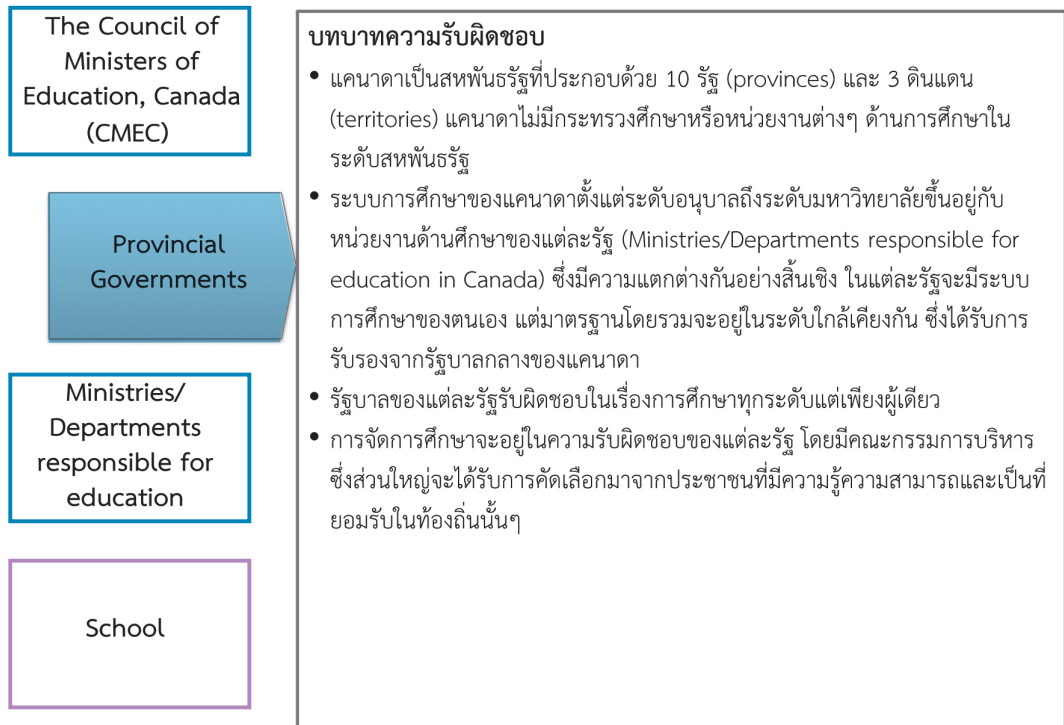 The Council of
Ministers of
Education, Canada
(CMEC)
Provincial
Governments
Ministries/
Departments
responsible for
education
School
บทบาทความรับผิดชอบ
• แคนาดาเป็นสหพันธรัฐที่ประกอบด้วย 10 รัฐ (provinces) และ 3 ดินแดน
(territories) แคนาดาไม่มีกระทรวงศึกษาหรือหน่วยงานต่างๆ ด้านการศึกษาใน
ระดับสหพันธรัฐ
• ระบบการศึกษาของแคนาดาตั้งแต่ระดับอนุบาลถึงระดับมหาวิทยาลัยขึ้นอยู่กับ
หน่วยงานด้านศึกษาของแต่ละรัฐ (Ministries/Departments responsible for
education in Canada) ซึ่งมีความแตกต่างกันอย่างสิ้นเชิง ในแต่ละรัฐจะมีระบบ
การศึกษาของตนเอง แต่มาตรฐานโดยรวมจะอยู่ในระดับใกล้เคียงกัน ซึ่งได้รับการ
รับรองจากรัฐบาลกลางของแคนาดา
• รัฐบาลของแต่ละรัฐรับผิดชอบในเรื่องการศึกษาทุกระดับแต่เพียงผู้เดียว
• การจัดการศึกษาจะอยู่ในความรับผิดชอบของแต่ละรัฐ โดยมีคณะกรรมการบริหาร
ซึ่งส่วนใหญ่จะได้รับการคัดเลือกมาจากประชาชนที่มีความรู้ความสามารถและเป็นที่
ยอมรับในท้องถิ่นนั้นๆ